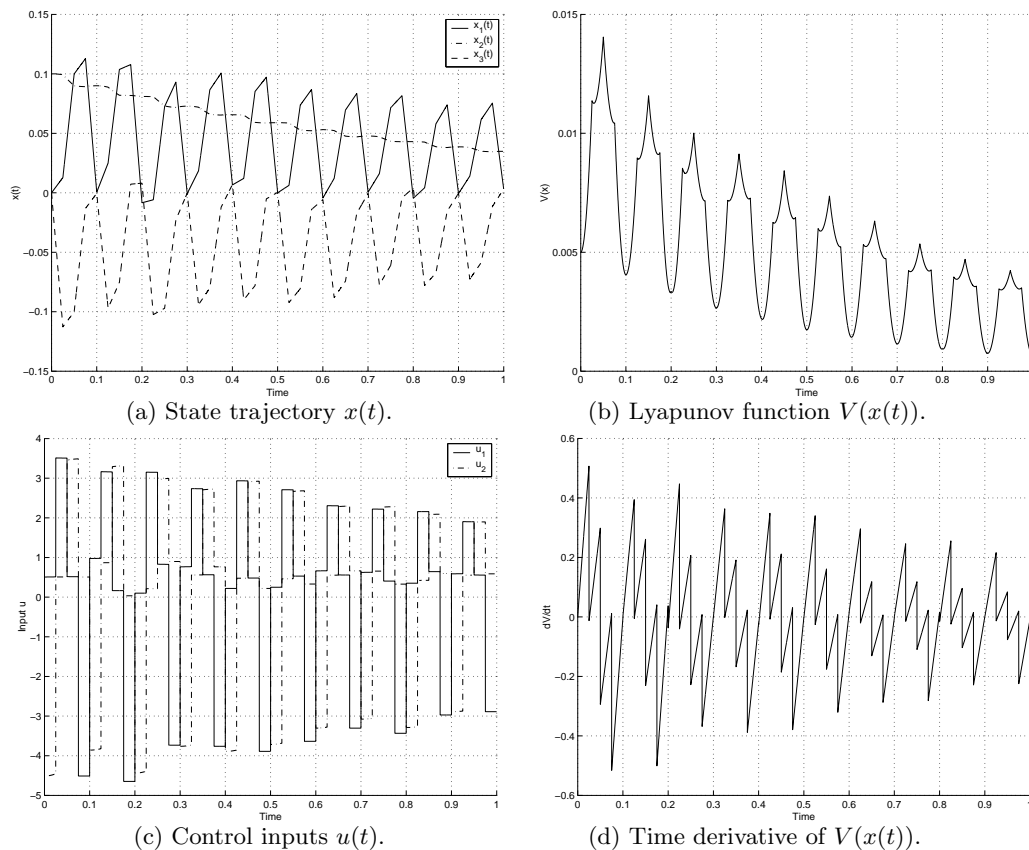 0.15
0.1
0.05
0
−0.05
−0.1
−0.15
x(t)
x₁(t)
x₂(t)
x₃(t)
0 0.1 0.2 0.3 0.4 0.5 0.6 0.7 0.8 0.9 1
Time
(a) State trajectory x(t).
0.015
0.01
0.005
0
V(x)
0 0.1 0.2 0.3 0.4 0.5 0.6 0.7 0.8 0.9
Time
(b) Lyapunov function V(x(t)).
4
3
2
1
0
−1
−2
−3
−4
−5
Input u
u₁
u₂
0 0.1 0.2 0.3 0.4 0.5 0.6 0.7 0.8 0.9 1
Time
(c) Control inputs u(t).
0.6
0.4
0.2
0
−0.2
−0.4
−0.6
dV/dt
0 0.1 0.2 0.3 0.4 0.5 0.6 0.7 0.8 0.9 1
Time
(d) Time derivative of V(x(t)).